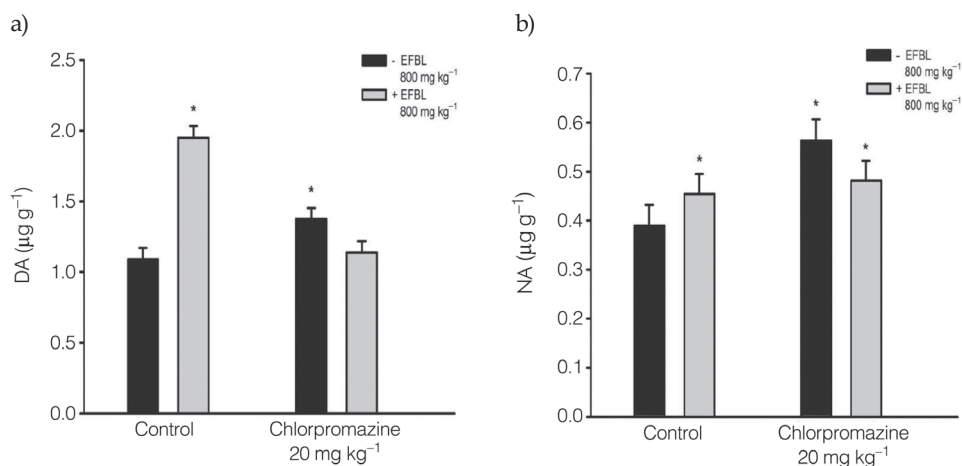 a)
2.5
2.0
1.5
1.0
0.5
0.0
DA (µg g⁻¹)
- EFBL
800 mg kg⁻¹
+ EFBL
800 mg kg⁻¹
*
*
Control
Chlorpromazine
20 mg kg⁻¹
b)
0.7
0.6
0.5
0.4
0.3
0.2
0.1
0.0
NA (µg g⁻¹)
- EFBL
800 mg kg⁻¹
+ EFBL
800 mg kg⁻¹
*
*
*
Control
Chlorpromazine
20 mg kg⁻¹